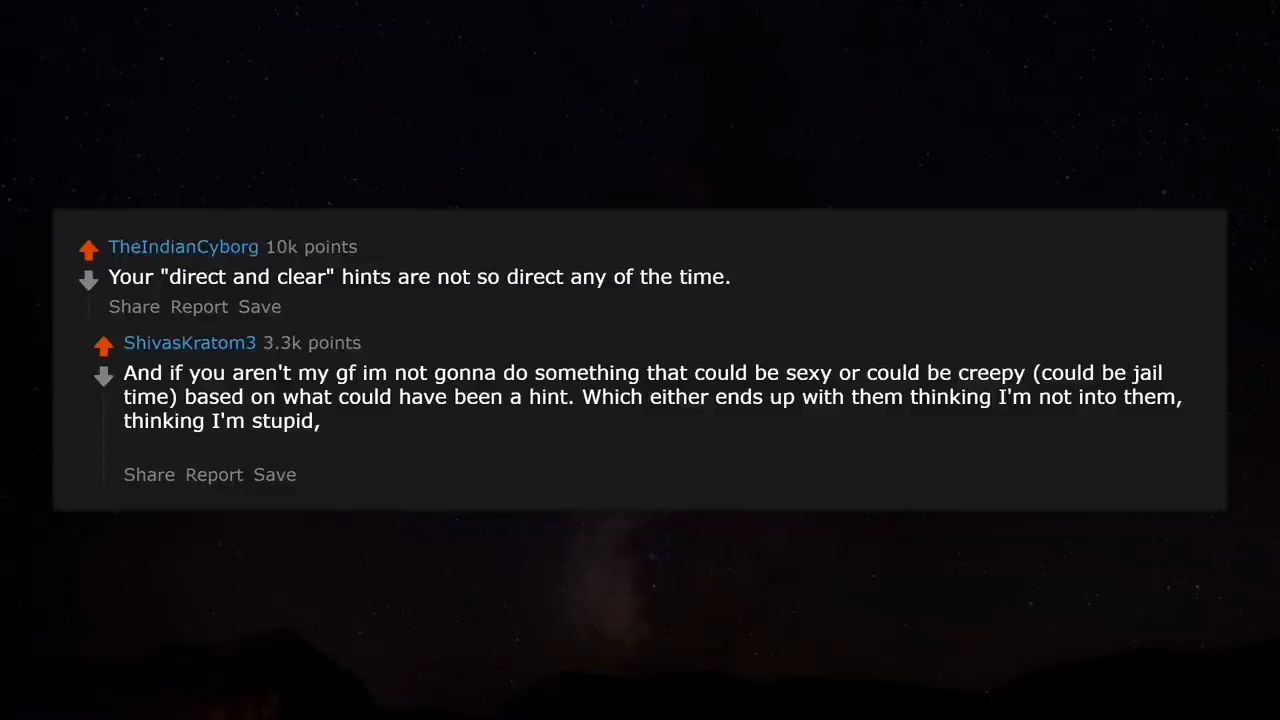 TheIndianCyborg 10k points
Your "direct and clear" hints are not so direct any of the time.
Share Report Save
ShivasKratom3 3.3k points
And if you aren't my gf im not gonna do something that could be sexy or could be creepy (could be jail
time) based on what could have been a hint. Which either ends up with them thinking I'm not into them,
thinking I'm stupid,
Share Report Save